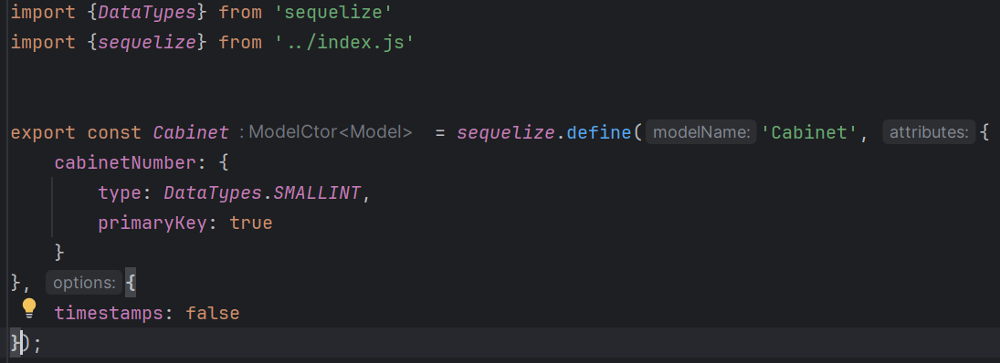 import {DataTypes} from 'sequelize'
import {sequelize} from '../index.js'
export const Cabinet : ModelCtor<Model> = sequelize.define( modelName: 'Cabinet', attributes: {
cabinetNumber: {
type: DataTypes.SMALLINT,
primaryKey: true
}
}, options: {
timestamps: false
});